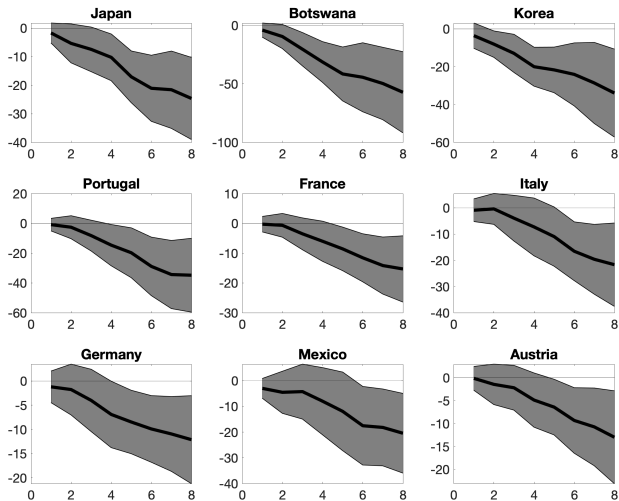 Japan Botswana Korea
0 0 0
-10 -20
-20 -50 -40
-30
-40 -100 -60
0 2 4 6 8 0 2 4 6 8 0 2 4 6 8
Portugal France Italy
20 10 0
0 0 -10
-20 -10 -20
-40 -20 -30
-60 -30 -40
0 2 4 6 8 0 2 4 6 8 0 2 4 6 8
Germany Mexico Austria
0 0 0
-5 -10 -5
-10 -20 -10
-15 -30 -15
-20 -40 -20
0 2 4 6 8 0 2 4 6 8 0 2 4 6 8